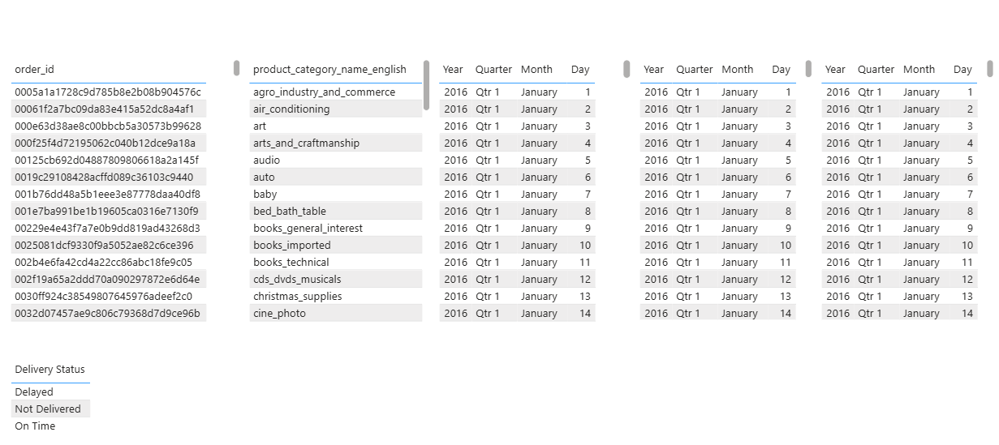 order_id product_category_name_english Year Quarter Month Day Year Quarter Month Day Year Quarter Month Day
0005a1a1728c9d785b8e2b08b904576c agro_industry_and_commerce 2016 Qtr 1 January 1 2016 Qtr 1 January 1 2016 Qtr 1 January 1
00061f2a7bc09da83e415a52dc8a4af1 air_conditioning 2016 Qtr 1 January 2 2016 Qtr 1 January 2 2016 Qtr 1 January 2
000e63d38ae8c00bbcb5a30573b99628 art 2016 Qtr 1 January 3 2016 Qtr 1 January 3 2016 Qtr 1 January 3
000f25f4d72195062c040b12dce9a18a arts_and_craftmanship 2016 Qtr 1 January 4 2016 Qtr 1 January 4 2016 Qtr 1 January 4
00125cb692d04887809806618a2a145f audio 2016 Qtr 1 January 5 2016 Qtr 1 January 5 2016 Qtr 1 January 5
0019c29108428acffd089c36103c9440 auto 2016 Qtr 1 January 6 2016 Qtr 1 January 6 2016 Qtr 1 January 6
001b76dd48a5b1eee3e87778daa40df8 baby 2016 Qtr 1 January 7 2016 Qtr 1 January 7 2016 Qtr 1 January 7
001e7ba991be1b19605ca0316e7130f9 bed_bath_table 2016 Qtr 1 January 8 2016 Qtr 1 January 8 2016 Qtr 1 January 8
00229e4e43f7a7e0b9dd819ad43268d3 books_general_interest 2016 Qtr 1 January 9 2016 Qtr 1 January 9 2016 Qtr 1 January 9
0025081dcf9330f9a5052ae82c6ce396 books_imported 2016 Qtr 1 January 10 2016 Qtr 1 January 10 2016 Qtr 1 January 10
002b4e6fa42cd4a22cc86abc18fe9c05 books_technical 2016 Qtr 1 January 11 2016 Qtr 1 January 11 2016 Qtr 1 January 11
002f19a65a2ddd70a090297872e6d64e cds_dvds_musicals 2016 Qtr 1 January 12 2016 Qtr 1 January 12 2016 Qtr 1 January 12
0030ff924c38549807645976adeef2c0 christmas_supplies 2016 Qtr 1 January 13 2016 Qtr 1 January 13 2016 Qtr 1 January 13
0032d07457ae9c806c79368d7d9ce96b cine_photo 2016 Qtr 1 January 14 2016 Qtr 1 January 14 2016 Qtr 1 January 14
Delivery Status
Delayed
Not Delivered
On Time